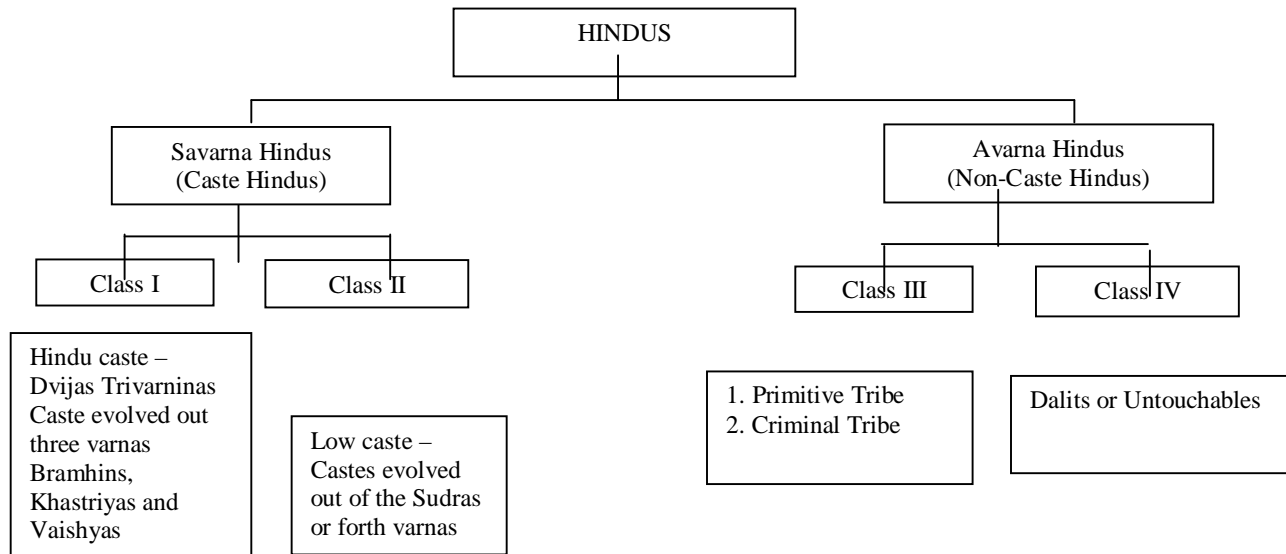 HINDUS
Savarna Hindus
(Caste Hindus)
Avarna Hindus
(Non-Caste Hindus)
Class I
Class II
Class III
Class IV
Hindu caste –
Dvijas Trivarninas
Caste evolved out
three varnas
Bramhins,
Khastriyas and
Vaishyas
Low caste –
Castes evolved
out of the Sudras
or forth varnas
1. Primitive Tribe
2. Criminal Tribe
Dalits or Untouchables